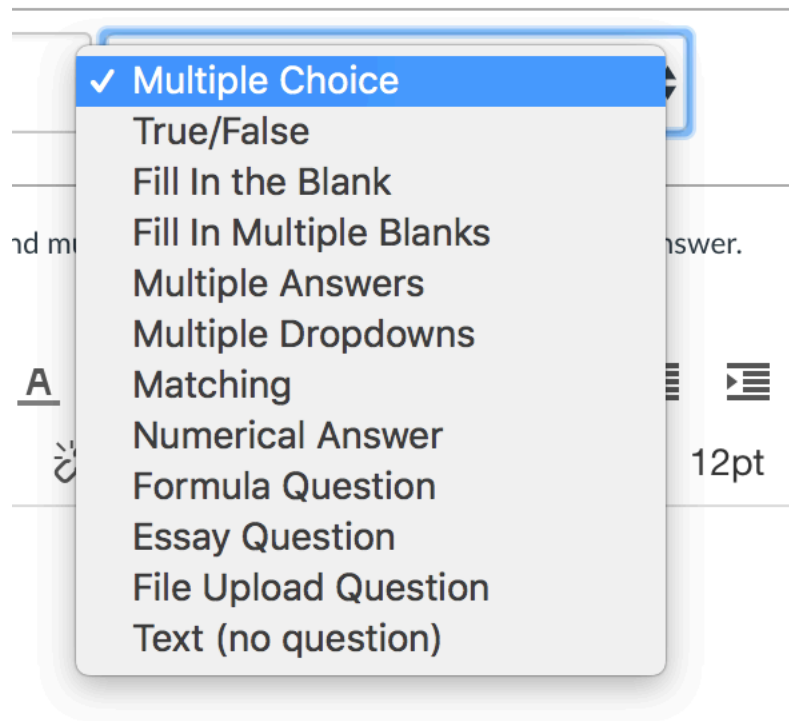 ✓ Multiple Choice
True/False
Fill In the Blank
Fill In Multiple Blanks
nswer.
Multiple Answers
Multiple Dropdowns
A
Matching
Numerical Answer
12pt
Formula Question
Essay Question
File Upload Question
Text (no question)